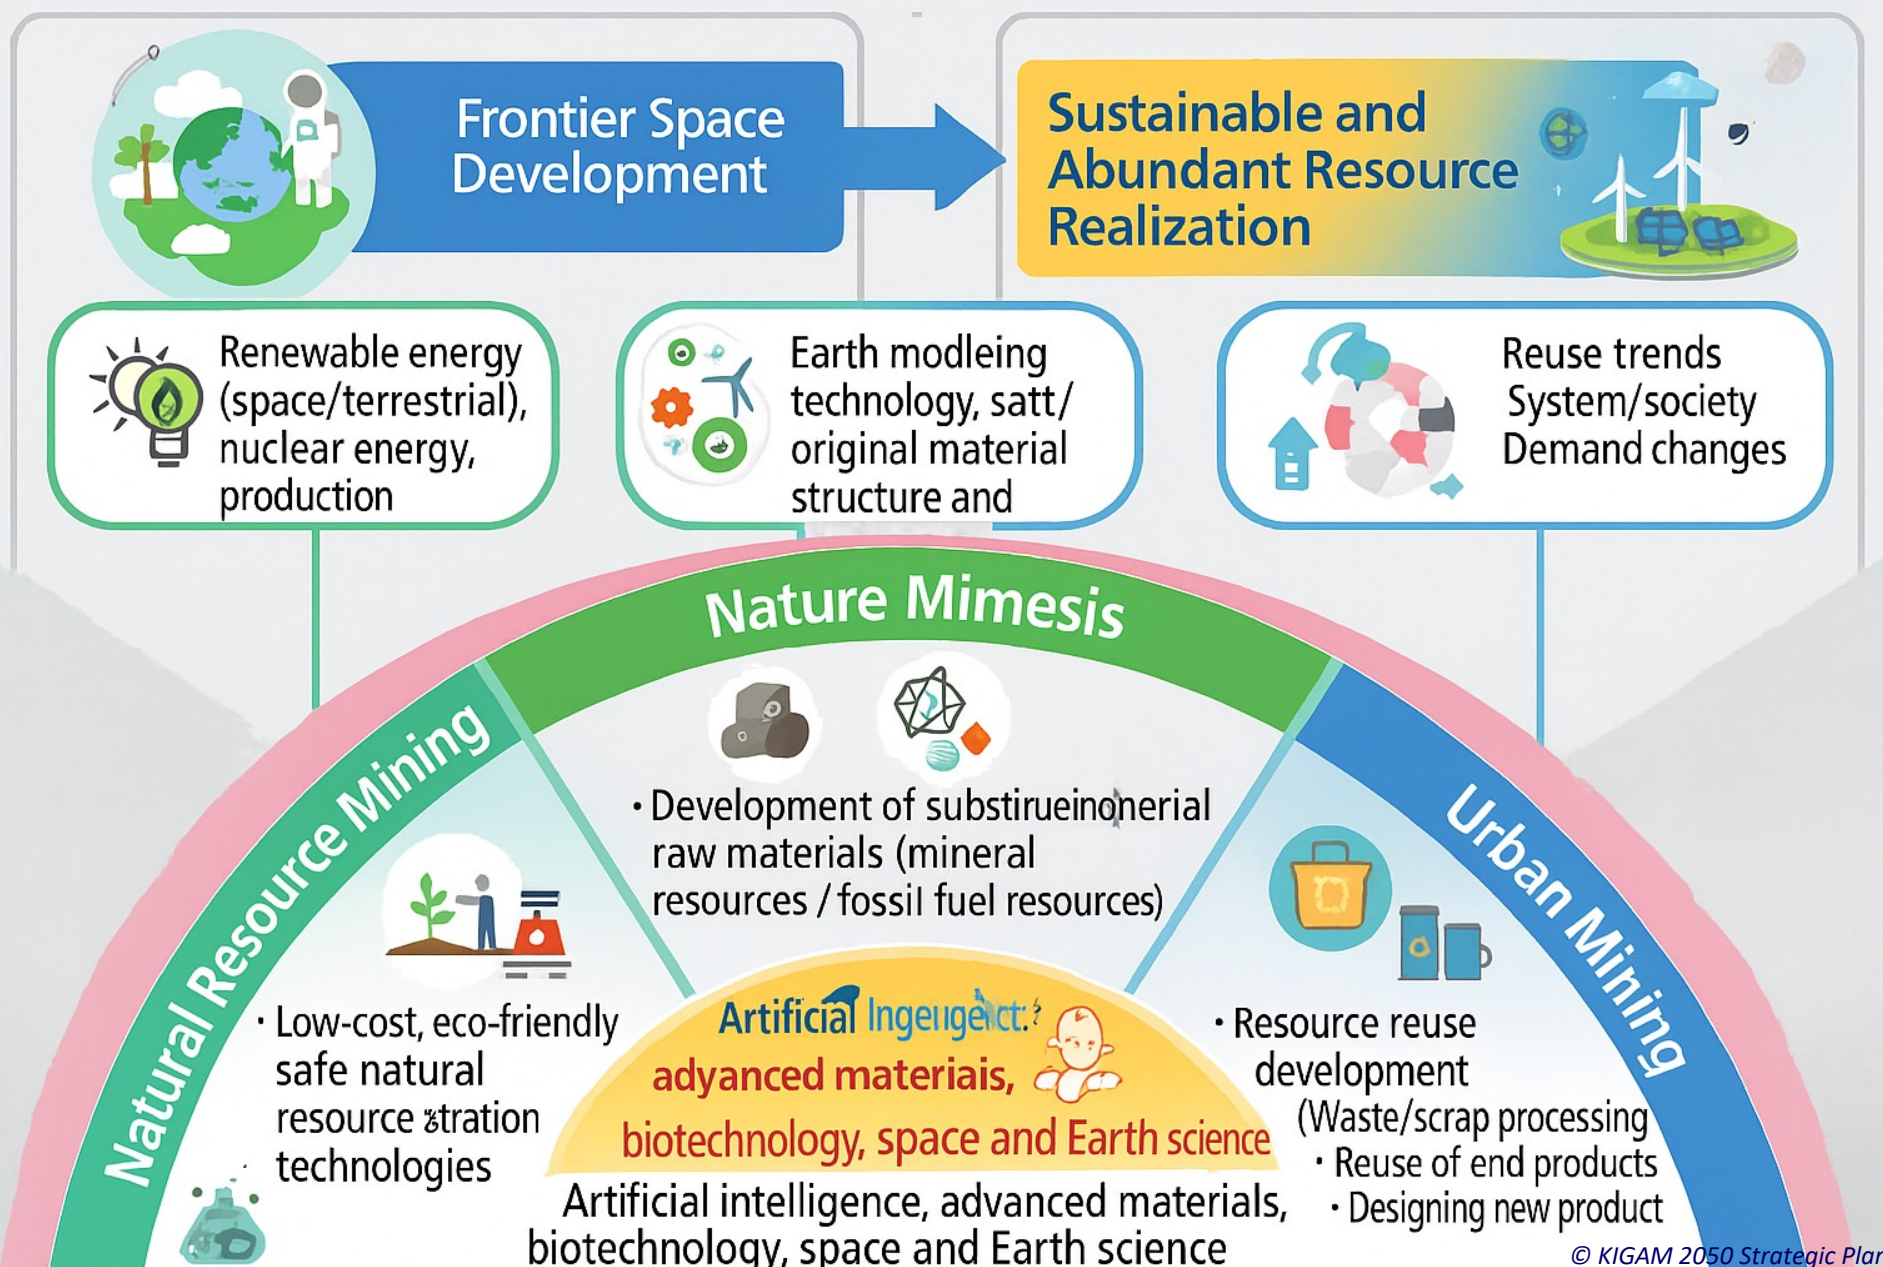 Frontier Space
Development
Sustainable and
Abundant Resource
Realization
Renewable energy
(space/terrestrial),
nuclear energy,
production
Earth modleing
technology, satt/
original material
structure and
Reuse trends
System/society
Demand changes
Nature Mimesis
Natural Resource Mining
Urban Mining
· Development of
raw materials (mineral
resources / fossil fuel resources)
· Low-cost, eco-friendly
safe natural
resource
technologies
Artificial
adyanced materiais,
biotechnology, space and Earth science
· Resource reuse
development
(Waste/scrap processing
· Reuse of end products
· Designing new product
Artificial intelligence, advanced materials,
biotechnology, space and Earth science
© KIGAM 2050 Strategic Plan